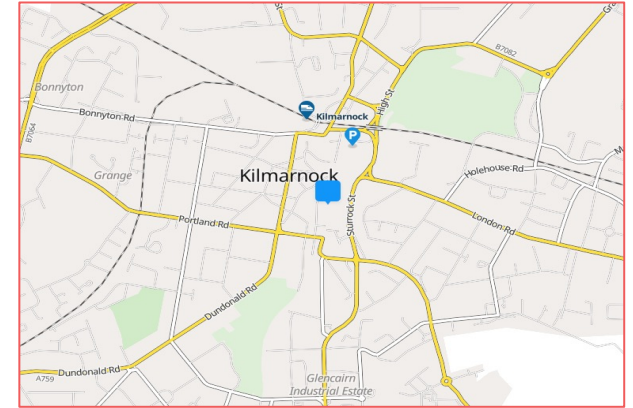 Gra
B7082
Bonnyton
High St
Bonnyton Rd
Kilmarnock
P
B7064
M
Holehouse Rd
Grange
Kilmarnock
Sturrock St
Portland Rd
London Rd
Dundonald Rd
Dundonald Rd
A759
Glencairn
Industrial Estate